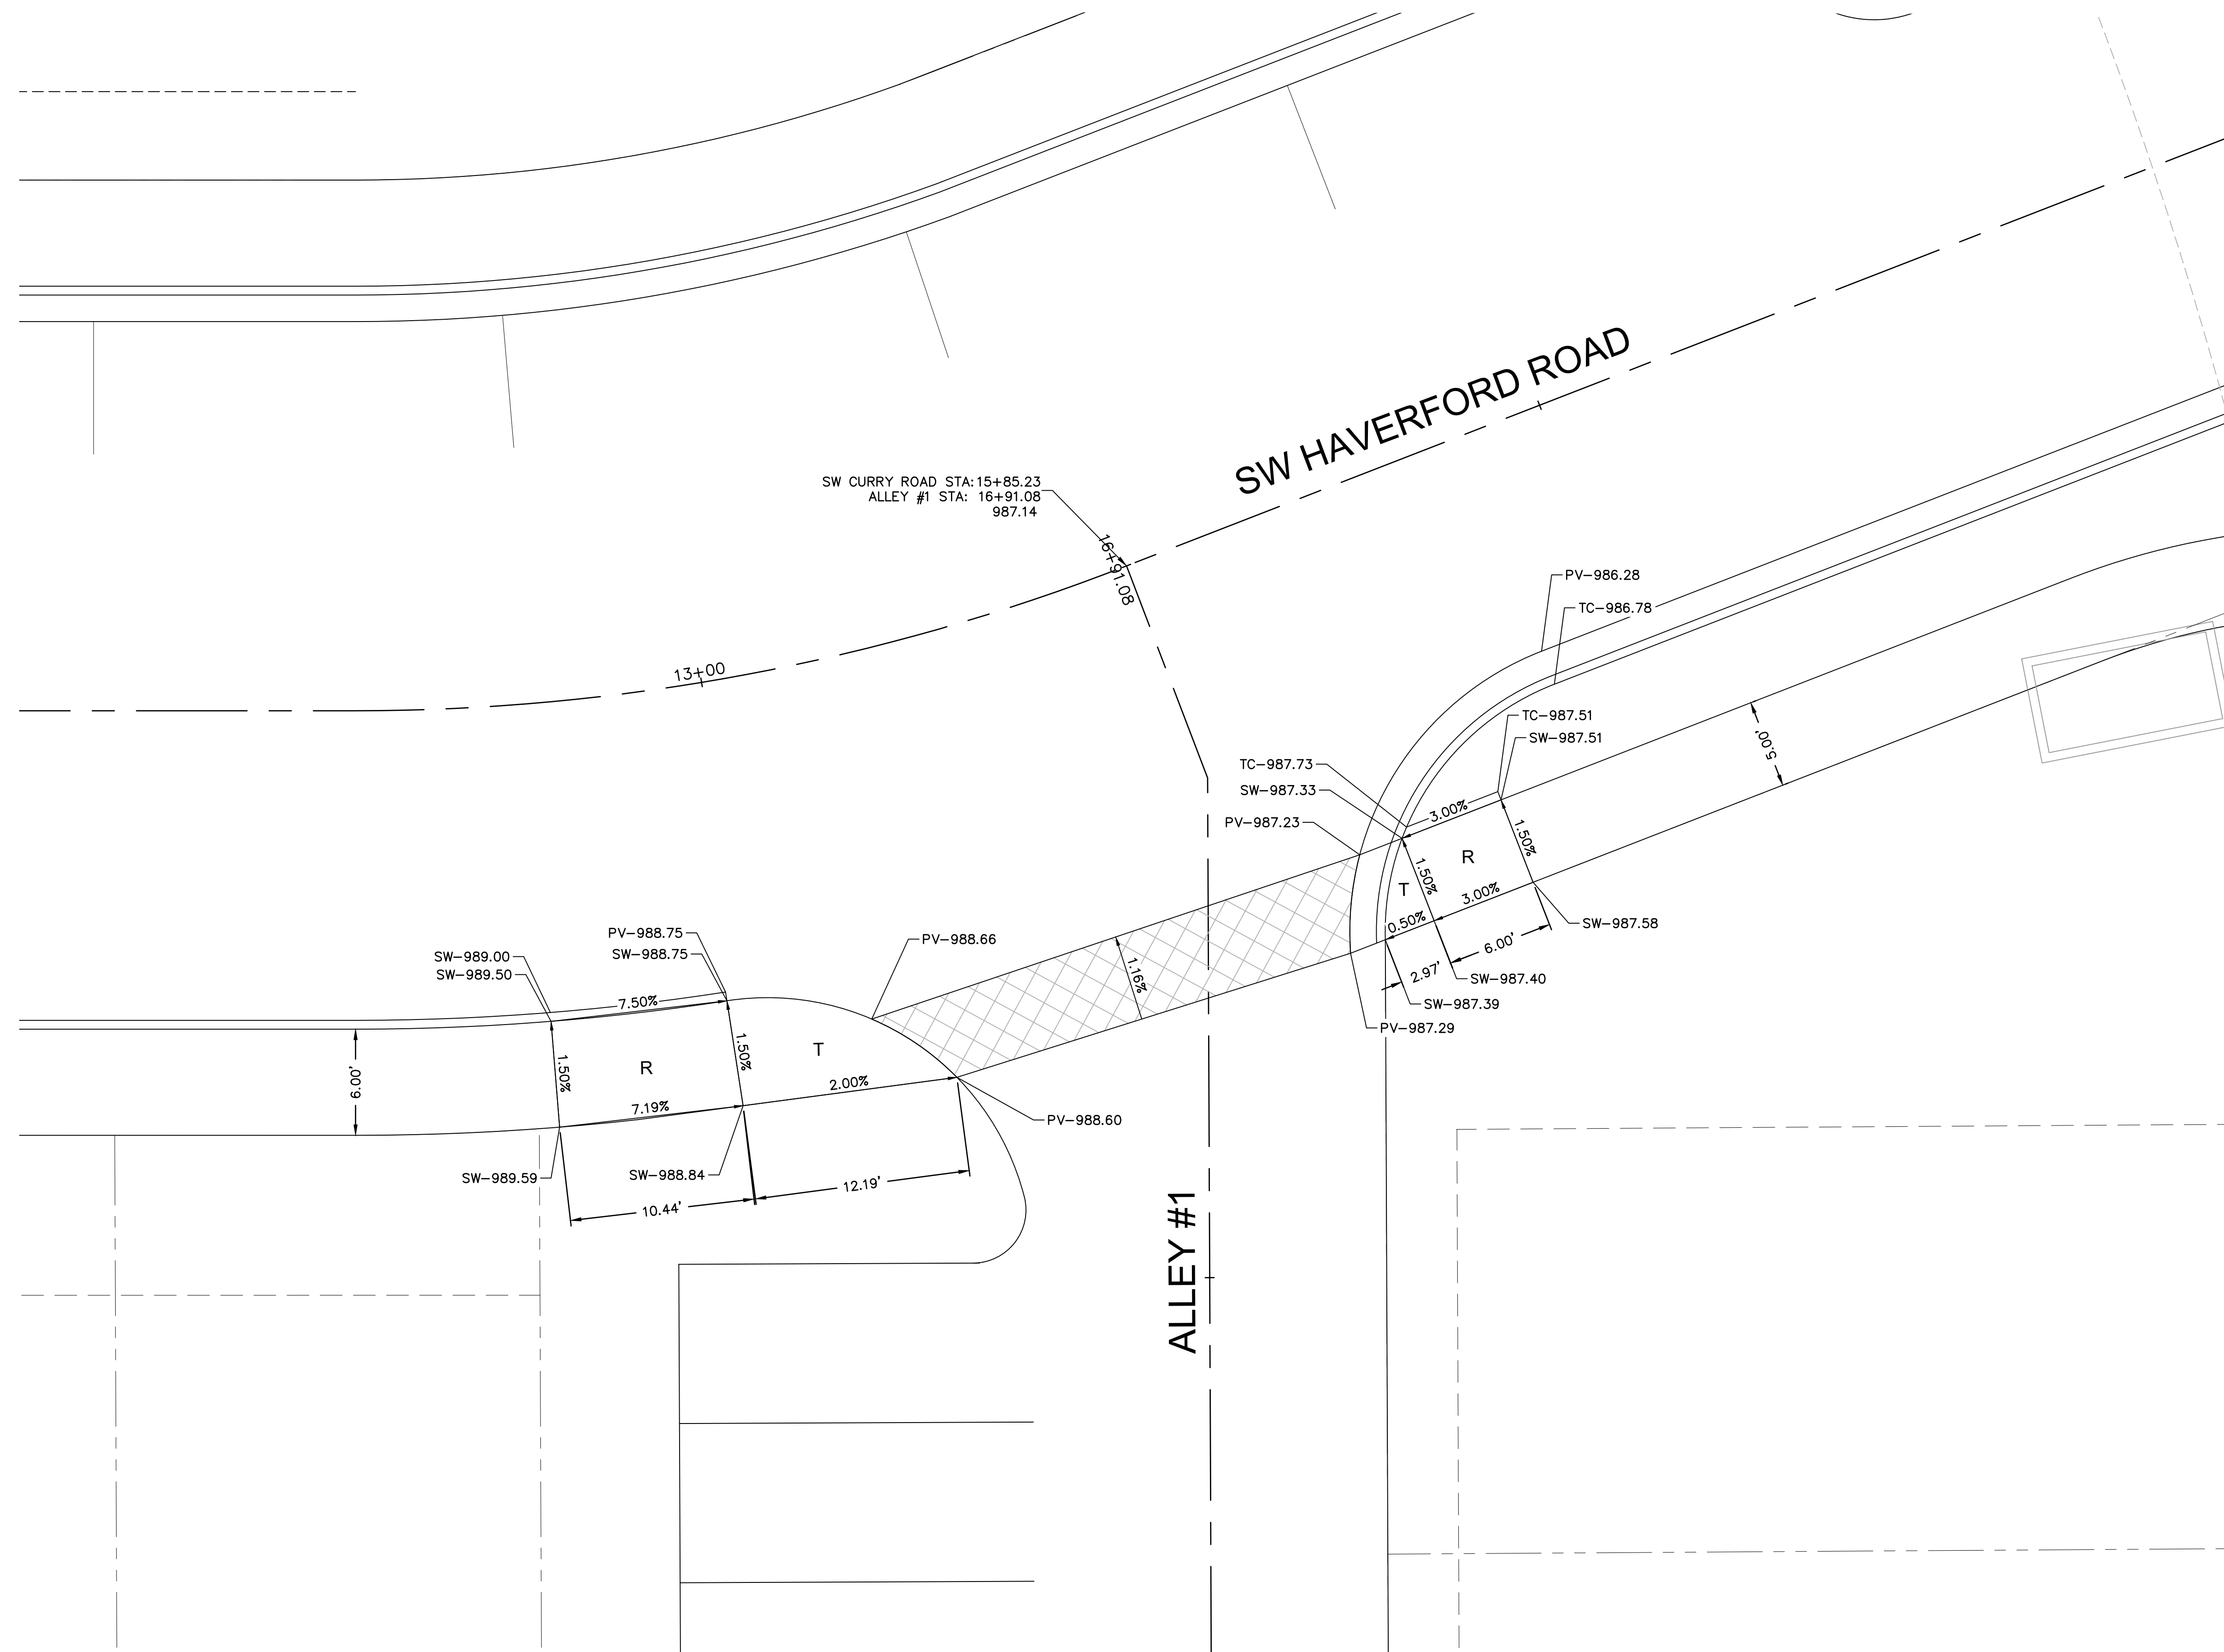 SW HAVERFORD ROAD
SW CURRY ROAD STA:15+85.23
ALLEY #1 STA: 16+91.08
987.14
16+91.08
13+00
PV-986.28
TC-986.78
TC-987.51
SW-987.51
5.00'
TC-987.73
SW-987.33
PV-987.23
3.00%
1.50%
R
1.50%
T
3.00%
0.50%
SW-987.58
6.00'
2.97'
SW-987.40
SW-987.39
PV-987.29
PV-988.75
SW-988.75
SW-989.00
SW-989.50
PV-988.66
1.16%
7.50%
1.50%
T
1.50%
R
6.00'
2.00%
7.19%
PV-988.60
SW-988.84
SW-989.59
12.19'
10.44'
ALLEY #1